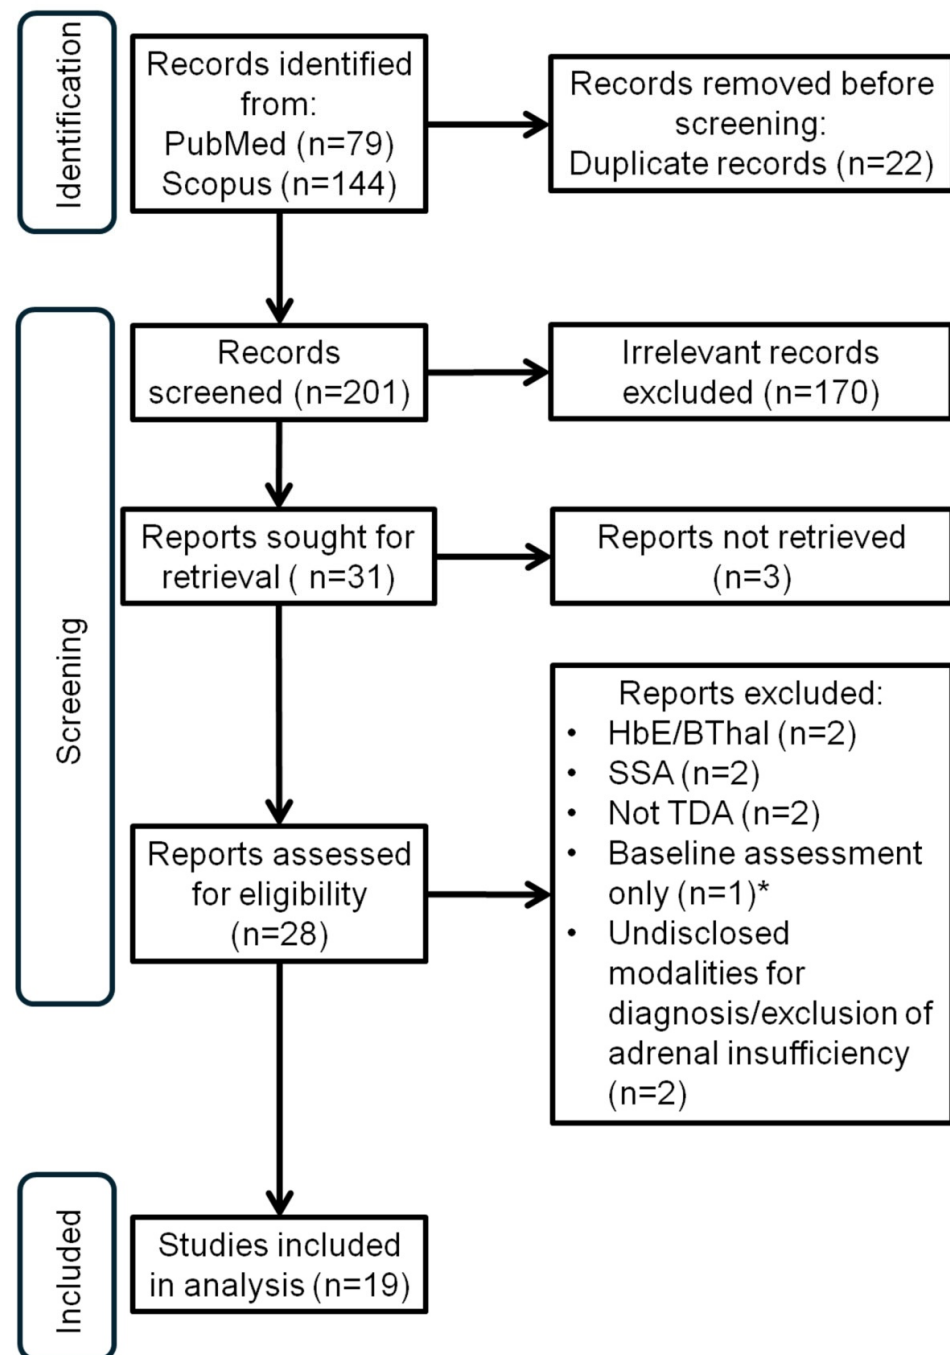 Identification
Records identified
from:
PubMed (n=79)
Scopus (n=144)
Records removed before
screening:
Duplicate records (n=22)
Screening
Records
screened (n=201)
Irrelevant records
excluded (n=170)
Reports sought for
retrieval ( n=31)
Reports not retrieved
(n=3)
Reports assessed
for eligibility
(n=28)
Reports excluded:
• HbE/BThal (n=2)
• SSA (n=2)
• Not TDA (n=2)
• Baseline assessment
only (n=1)*
• Undisclosed
modalities for
diagnosis/exclusion of
adrenal insufficiency
(n=2)
Included
Studies included
in analysis (n=19)